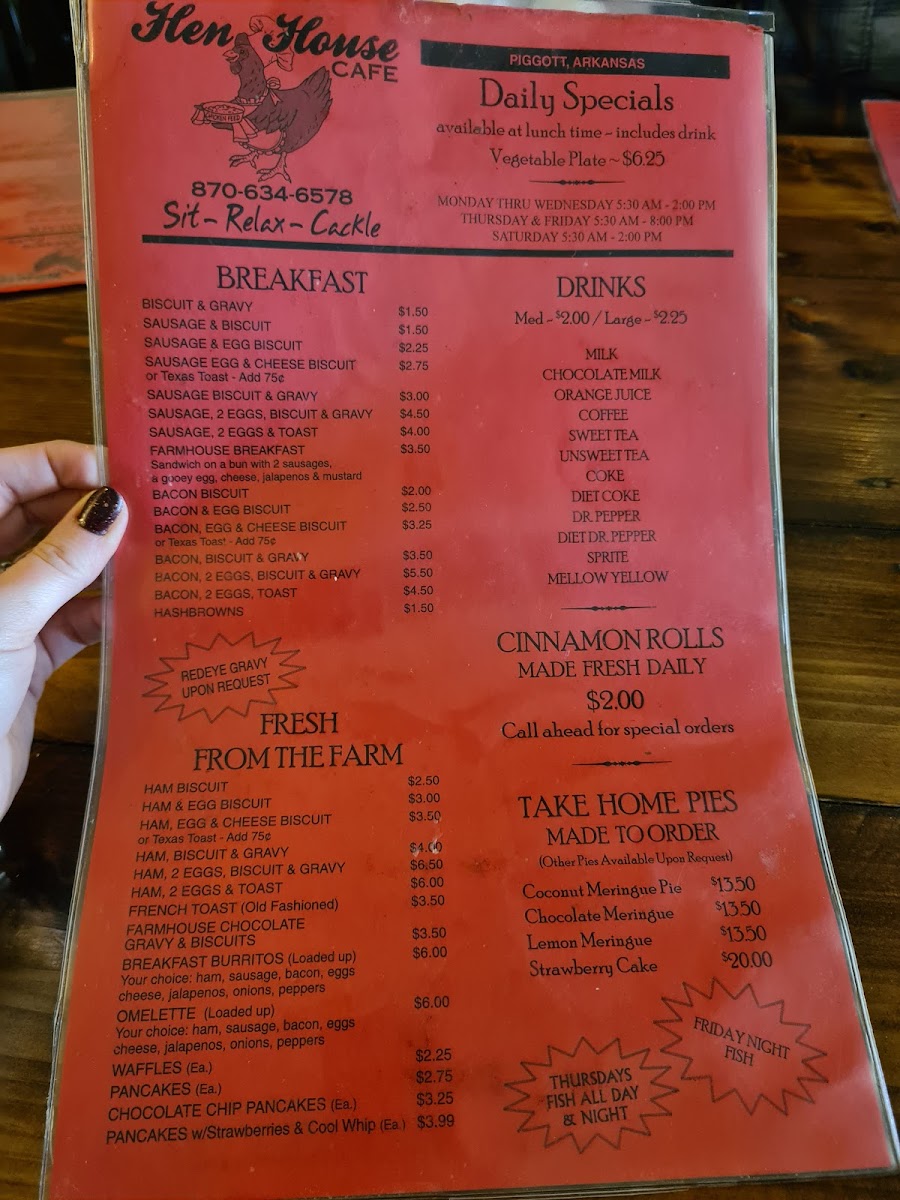 Hen House
CAFE
CHICKEN FEED
870-634-6578
Sit - Relax - Cackle
PIGGOTT, ARKANSAS
Daily Specials
available at lunch time ~ includes drink
Vegetable Plate ~ $6.25
MONDAY THRU WEDNESDAY 5:30 AM - 2:00 PM
THURSDAY & FRIDAY 5:30 AM - 8:00 PM
SATURDAY 5:30 AM - 2:00 PM
BREAKFAST
BISCUIT & GRAVY $1.50
SAUSAGE & BISCUIT $1.50
SAUSAGE & EGG BISCUIT $2.25
SAUSAGE EGG & CHEESE BISCUIT $2.75
or Texas Toast - Add 75¢
SAUSAGE BISCUIT & GRAVY $3.00
SAUSAGE, 2 EGGS, BISCUIT & GRAVY $4.50
SAUSAGE, 2 EGGS & TOAST $4.00
FARMHOUSE BREAKFAST $3.50
Sandwich on a bun with 2 sausages,
a gooey egg, cheese, jalapenos & mustard
BACON BISCUIT $2.00
BACON & EGG BISCUIT $2.50
BACON, EGG & CHEESE BISCUIT $3.25
or Texas Toast - Add 75¢
BACON, BISCUIT & GRAVY $3.50
BACON, 2 EGGS, BISCUIT & GRAVY $5.50
BACON, 2 EGGS, TOAST $4.50
HASHBROWNS $1.50
REDEYE GRAVY
UPON REQUEST
FRESH
FROM THE FARM
HAM BISCUIT $2.50
HAM & EGG BISCUIT $3.00
HAM, EGG & CHEESE BISCUIT $3.50
or Texas Toast - Add 75¢
HAM, BISCUIT & GRAVY $4.00
HAM, 2 EGGS, BISCUIT & GRAVY $6.50
HAM, 2 EGGS & TOAST $6.00
FRENCH TOAST (Old Fashioned) $3.50
FARMHOUSE CHOCOLATE
GRAVY & BISCUITS $3.50
BREAKFAST BURRITOS (Loaded up) $6.00
Your choice: ham, sausage, bacon, eggs
cheese, jalapenos, onions, peppers
OMELETTE (Loaded up) $6.00
Your choice: ham, sausage, bacon, eggs
cheese, jalapenos, onions, peppers
WAFFLES (Ea.) $2.25
PANCAKES (Ea.) $2.75
CHOCOLATE CHIP PANCAKES (Ea.) $3.25
PANCAKES w/Strawberries & Cool Whip (Ea.) $3.99
DRINKS
Med ~ $2.00 / Large ~ $2.25
MILK
CHOCOLATE MILK
ORANGE JUICE
COFFEE
SWEET TEA
UNSWEET TEA
COKE
DIET COKE
DR. PEPPER
DIET DR. PEPPER
SPRITE
MELLOW YELLOW
CINNAMON ROLLS
MADE FRESH DAILY
$2.00
Call ahead for special orders
TAKE HOME PIES
MADE TO ORDER
(Other Pies Available Upon Request)
Coconut Meringue Pie $13.50
Chocolate Meringue $13.50
Lemon Meringue $13.50
Strawberry Cake $20.00
FRIDAY NIGHT
FISH
THURSDAYS
FISH ALL DAY
& NIGHT